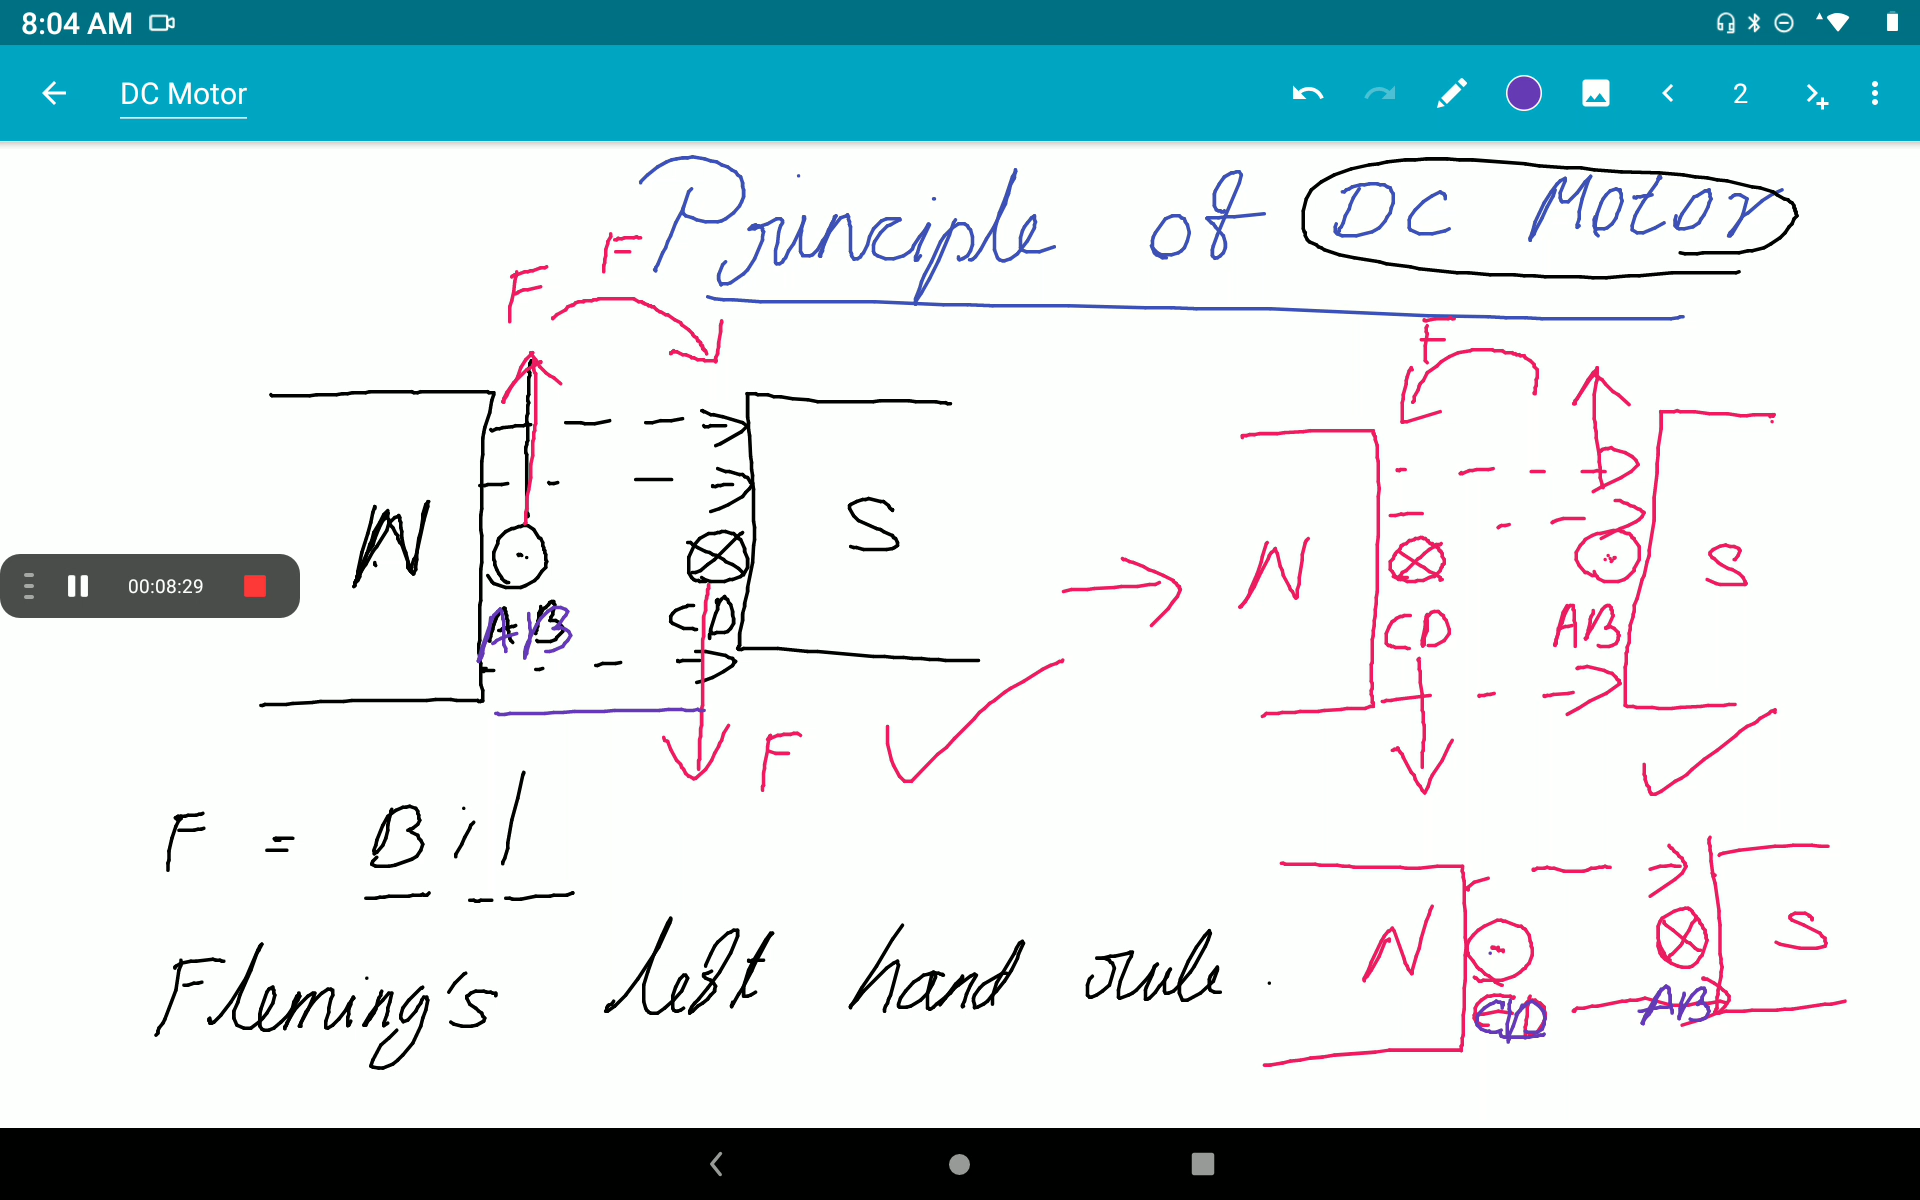 8:04 AM
DC Motor
2
Principle of DC Motor
F F
F
N S
N S
00:08:29
AB CD
CD AB
F
F = Bil
N S
CD AB
Fleming's left hand rule.